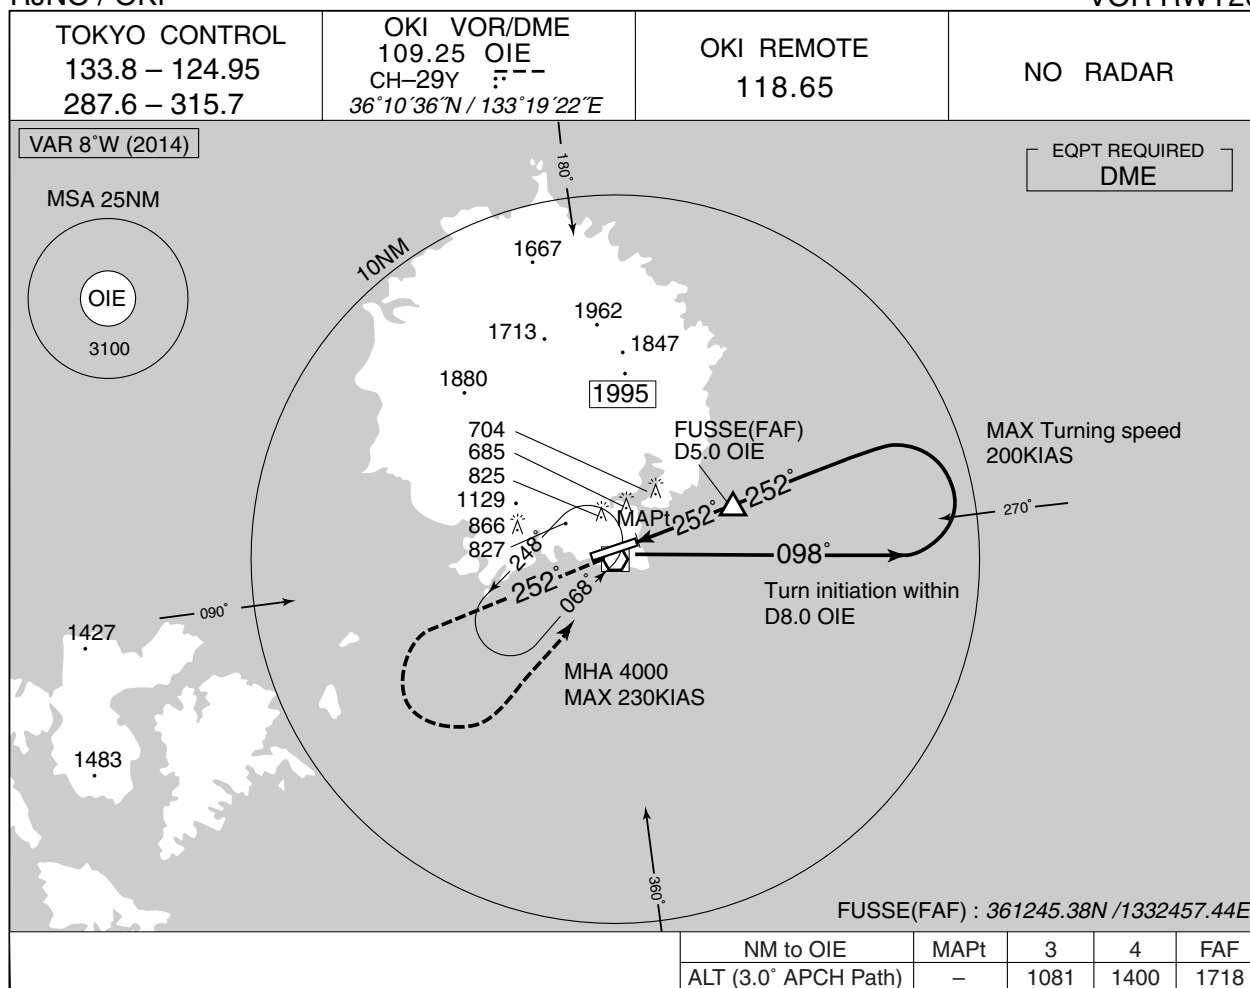 TOKYO CONTROL
133.8 – 124.95
287.6 – 315.7
OKI VOR/DME
109.25 OIE
CH–29Y
36°10´36˝N / 133°19´22˝E
OKI REMOTE
118.65
NO RADAR
VAR 8°W (2014)
EQPT REQUIRED
DME
MSA 25NM
OIE
3100
180°
10NM
1667
1962
1713
1847
1880
1995
704
685
825
1129
866
827
FUSSE(FAF)
D5.0 OIE
MAX Turning speed
200KIAS
252°
252°
MAPt
270°
248°
252°
068°
098°
Turn initiation within
D8.0 OIE
090°
1427
MHA 4000
MAX 230KIAS
1483
360°
FUSSE(FAF) : 361245.38N /1332457.44E
NM to OIE MAPt 3 4 FAF
ALT (3.0° APCH Path) – 1081 1400 1718